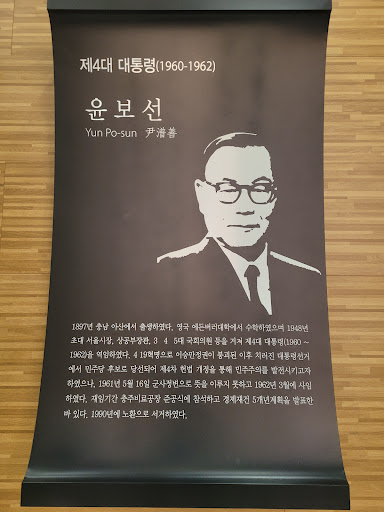 제4대 대통령(1960-1962)
윤보선
Yun Po-sun 尹潽善
1897년 충남 아산에서 출생하였다. 영국 에든버러대학에서 수학하였으며 1948년
초대 서울시장, 상공부장관, 3 4 5대 국회의원 등을 거쳐 제4대 대통령(1960 ~
1962)을 역임하였다. 4 19혁명으로 이승만정권이 붕괴된 이후 치러진 대통령선거
에서 민주당 후보로 당선되어 제4차 헌법 개정을 통해 민주주의를 발전시키고자
하였으나, 1961년 5월 16일 군사정변으로 뜻을 이루지 못하고 1962년 3월에 사임
하였다. 재임기간 충주비료공장 준공식에 참석하고 경제재건 5개년계획을 발표한
바 있다. 1990년에 노환으로 서거하였다.